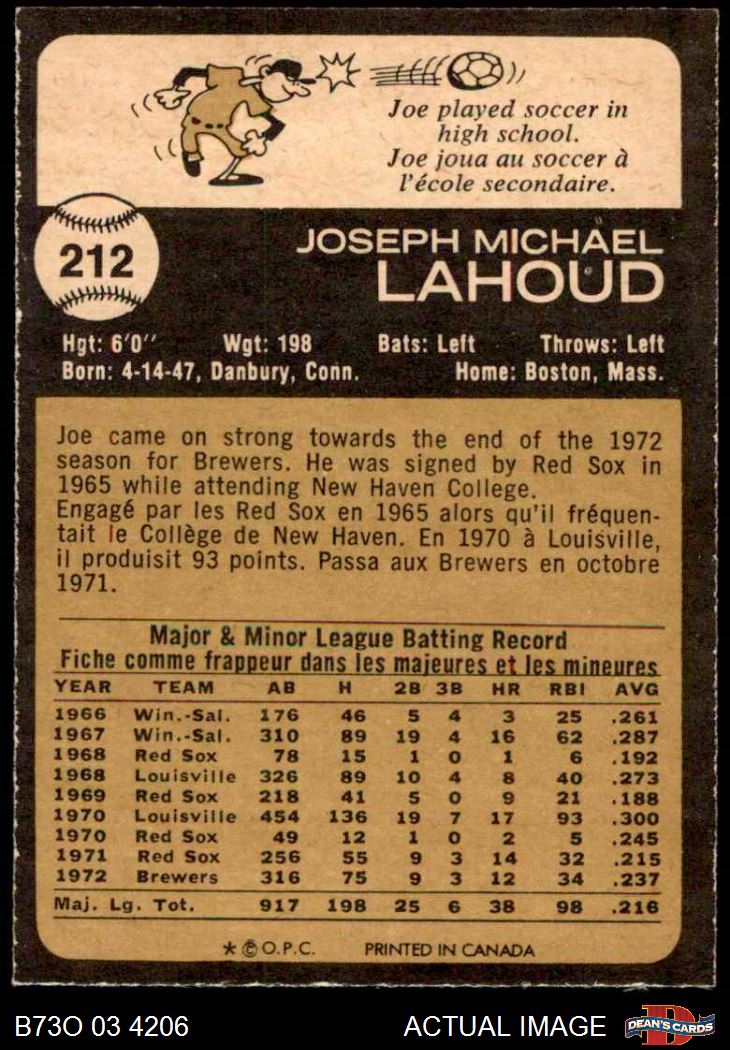 Joe played soccer in
high school.
Joe joua au soccer à
l'école secondaire.
212
JOSEPH MICHAEL
LAHOUD
Hgt: 6'0'' Wgt: 198 Bats: Left Throws: Left
Born: 4-14-47, Danbury, Conn. Home: Boston, Mass.
Joe came on strong towards the end of the 1972
season for Brewers. He was signed by Red Sox in
1965 while attending New Haven College.
Engagé par les Red Sox en 1965 alors qu'il fréquen-
tait le Collège de New Haven. En 1970 à Louisville,
il produisit 93 points. Passa aux Brewers en octobre
1971.
Major & Minor League Batting Record
Fiche comme frappeur dans les majeures et les mineures
YEAR TEAM AB H 2B 3B HR RBI AVG
1966 Win.-Sal. 176 46 5 4 3 25 .261
1967 Win.-Sal. 310 89 19 4 16 62 .287
1968 Red Sox 78 15 1 0 1 6 .192
1968 Louisville 326 89 10 4 8 40 .273
1969 Red Sox 218 41 5 0 9 21 .188
1970 Louisville 454 136 19 7 17 93 .300
1970 Red Sox 49 12 1 0 2 5 .245
1971 Red Sox 256 55 9 3 14 32 .215
1972 Brewers 316 75 9 3 12 34 .237
Maj. Lg. Tot. 917 198 25 6 38 98 .216
* © O.P.C. PRINTED IN CANADA
B73O 03 4206 ACTUAL IMAGE D DEAN'S CARDS